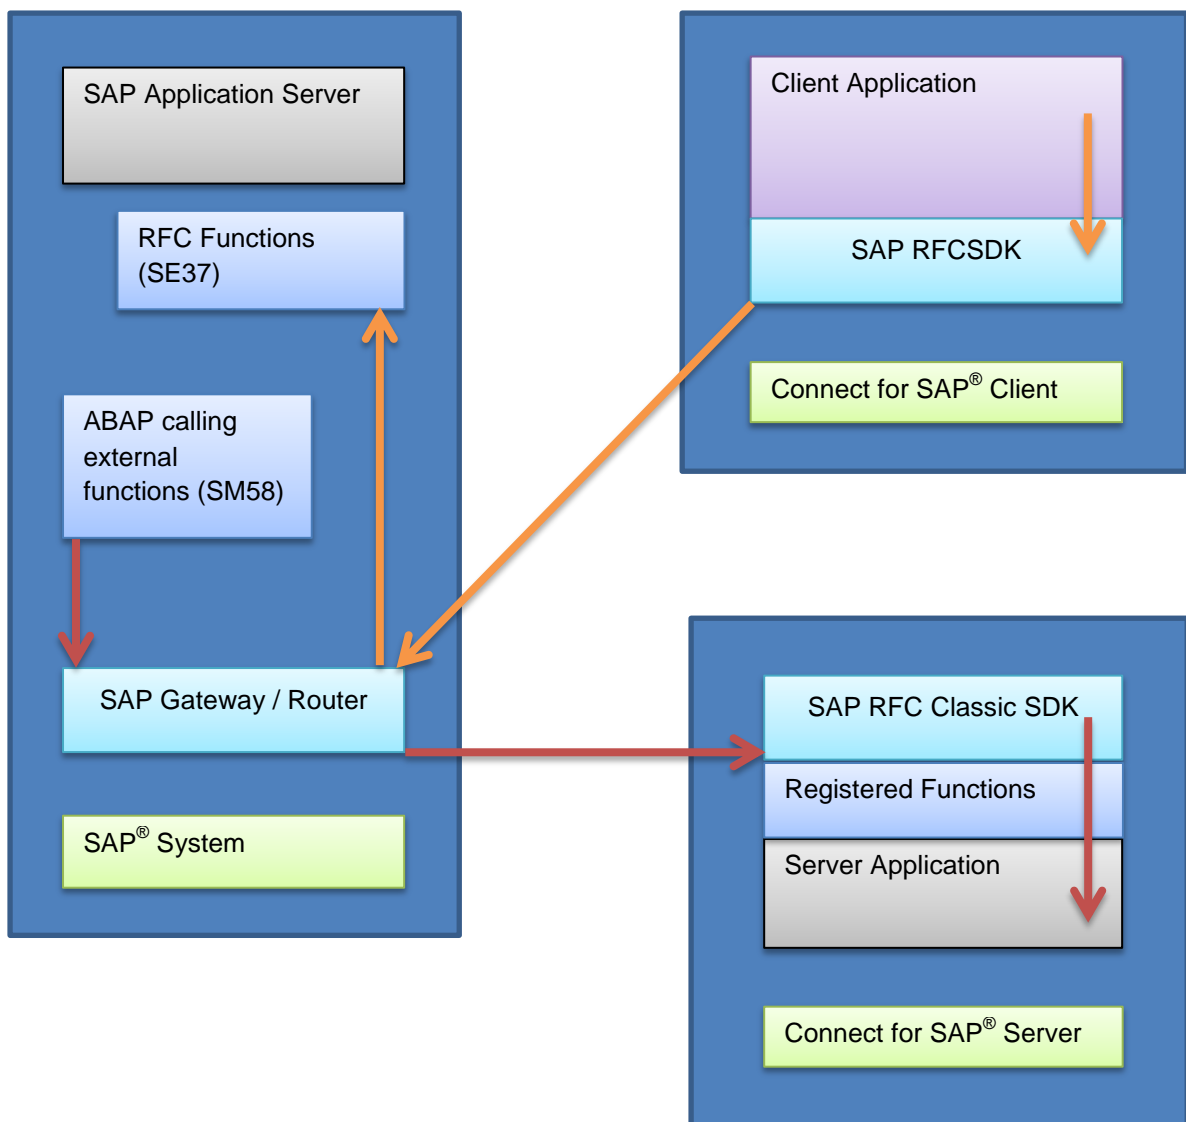 SAP Application Server
RFC Functions
(SE37)
ABAP calling
external
functions (SM58)
SAP Gateway / Router
SAP® System
Client Application
SAP RFCSDK
Connect for SAP® Client
SAP RFC Classic SDK
Registered Functions
Server Application
Connect for SAP® Server